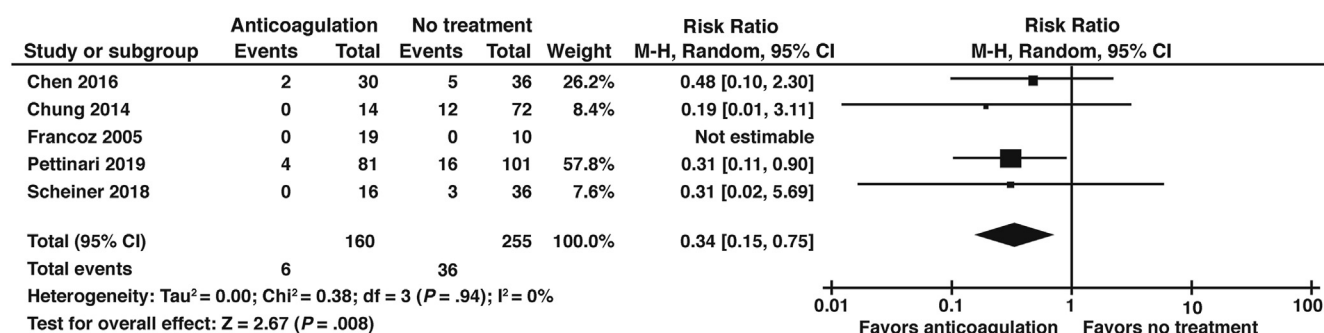 Anticoagulation No treatment Risk Ratio Risk Ratio
Study or subgroup Events Total Events Total Weight M-H, Random, 95% CI M-H, Random, 95% CI
Chen 2016 2 30 5 36 26.2% 0.48 [0.10, 2.30]
Chung 2014 0 14 12 72 8.4% 0.19 [0.01, 3.11]
Francoz 2005 0 19 0 10 Not estimable
Pettinari 2019 4 81 16 101 57.8% 0.31 [0.11, 0.90]
Scheiner 2018 0 16 3 36 7.6% 0.31 [0.02, 5.69]
Total (95% CI) 160 255 100.0% 0.34 [0.15, 0.75]
Total events 6 36
Heterogeneity: Tau² = 0.00; Chi² = 0.38; df = 3 (P = .94); I² = 0%
Test for overall effect: Z = 2.67 (P = .008)
0.01 0.1 1 10 100
Favors anticoagulation Favors no treatment